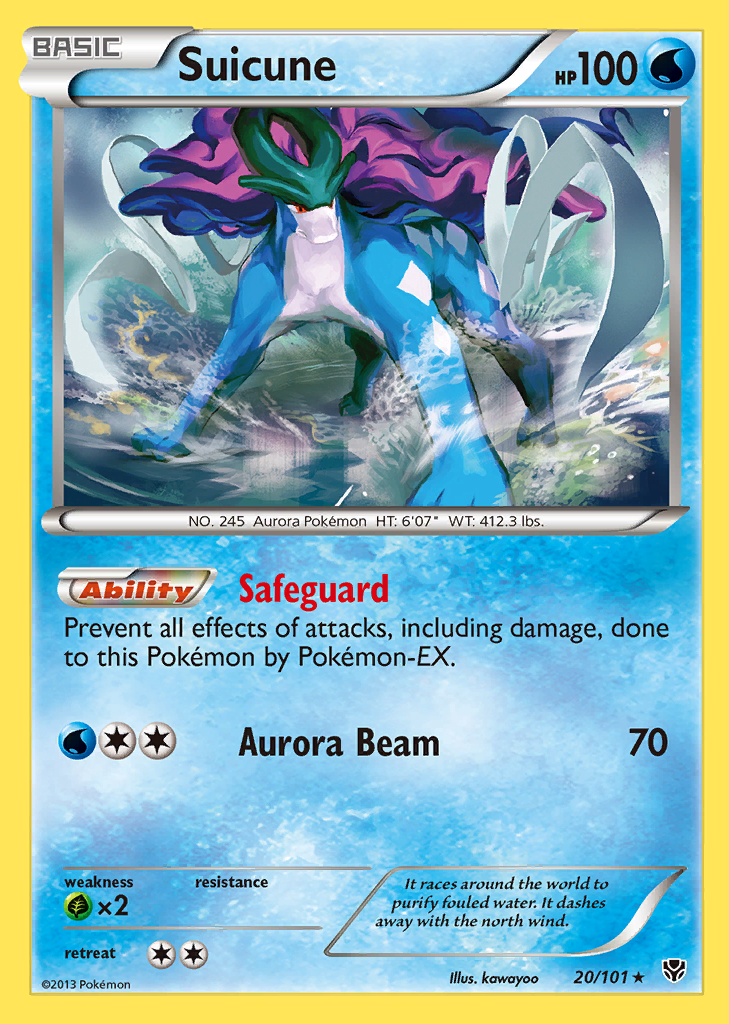 BASIC
Suicune
HP100
NO. 245 Aurora Pokémon HT: 6'07" WT: 412.3 lbs.
Ability Safeguard
Prevent all effects of attacks, including damage, done
to this Pokémon by Pokémon-EX.
Aurora Beam 70
weakness resistance
×2
It races around the world to
purify fouled water. It dashes
away with the north wind.
retreat
©2013 Pokémon
Illus. kawayoo 20/101 ★